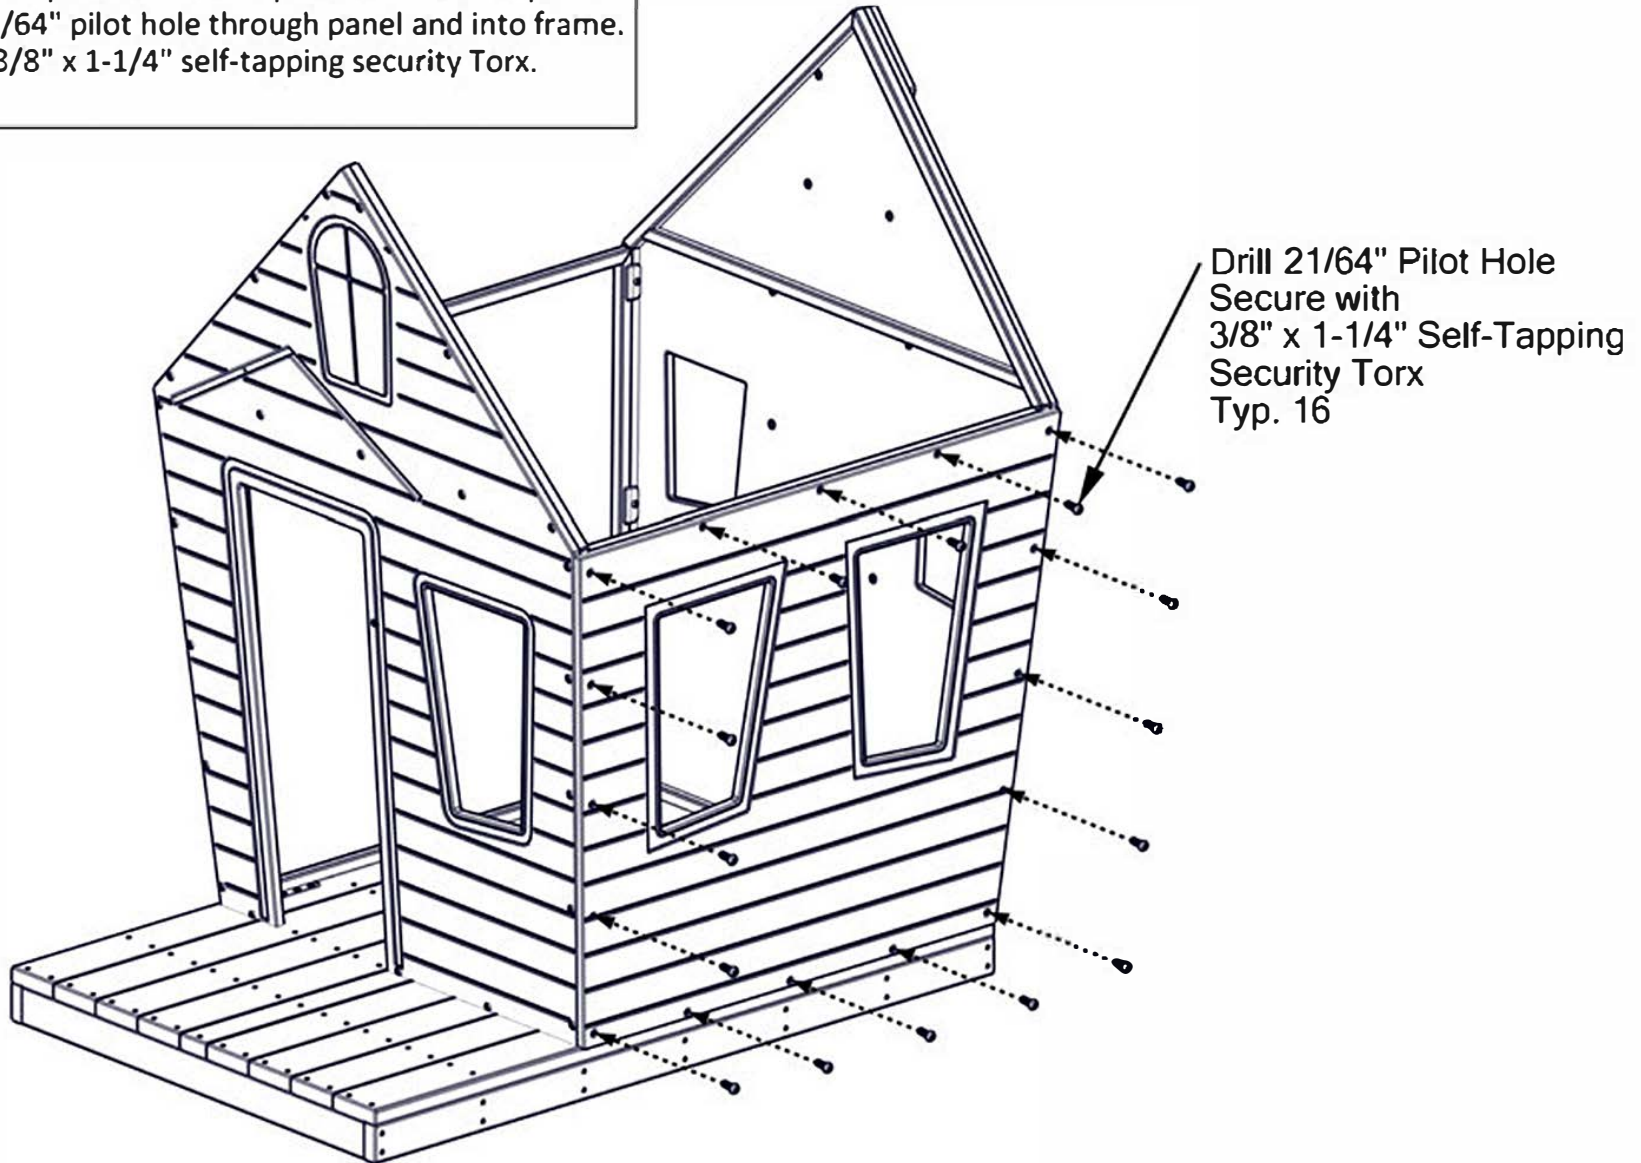 /64" pilot hole through panel and into frame.
3/8" x 1-1/4" self-tapping security Torx.
Drill 21/64" Pilot Hole
Secure with
3/8" x 1-1/4" Self-Tapping
Security Torx
Typ. 16